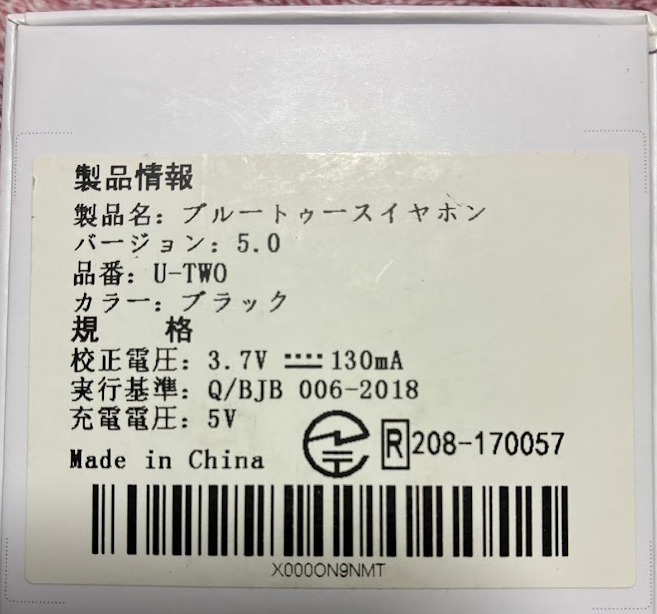 製品情報
製品名: ブルートゥースイヤホン
バージョン: 5.0
品番: U-TWO
カラー: ブラック
規 格
校正電圧: 3.7V ⎓ 130mA
実行基準: Q/BJB 006-2018
充電電圧: 5V
R 208-170057
Made in China
X000ON9NMT